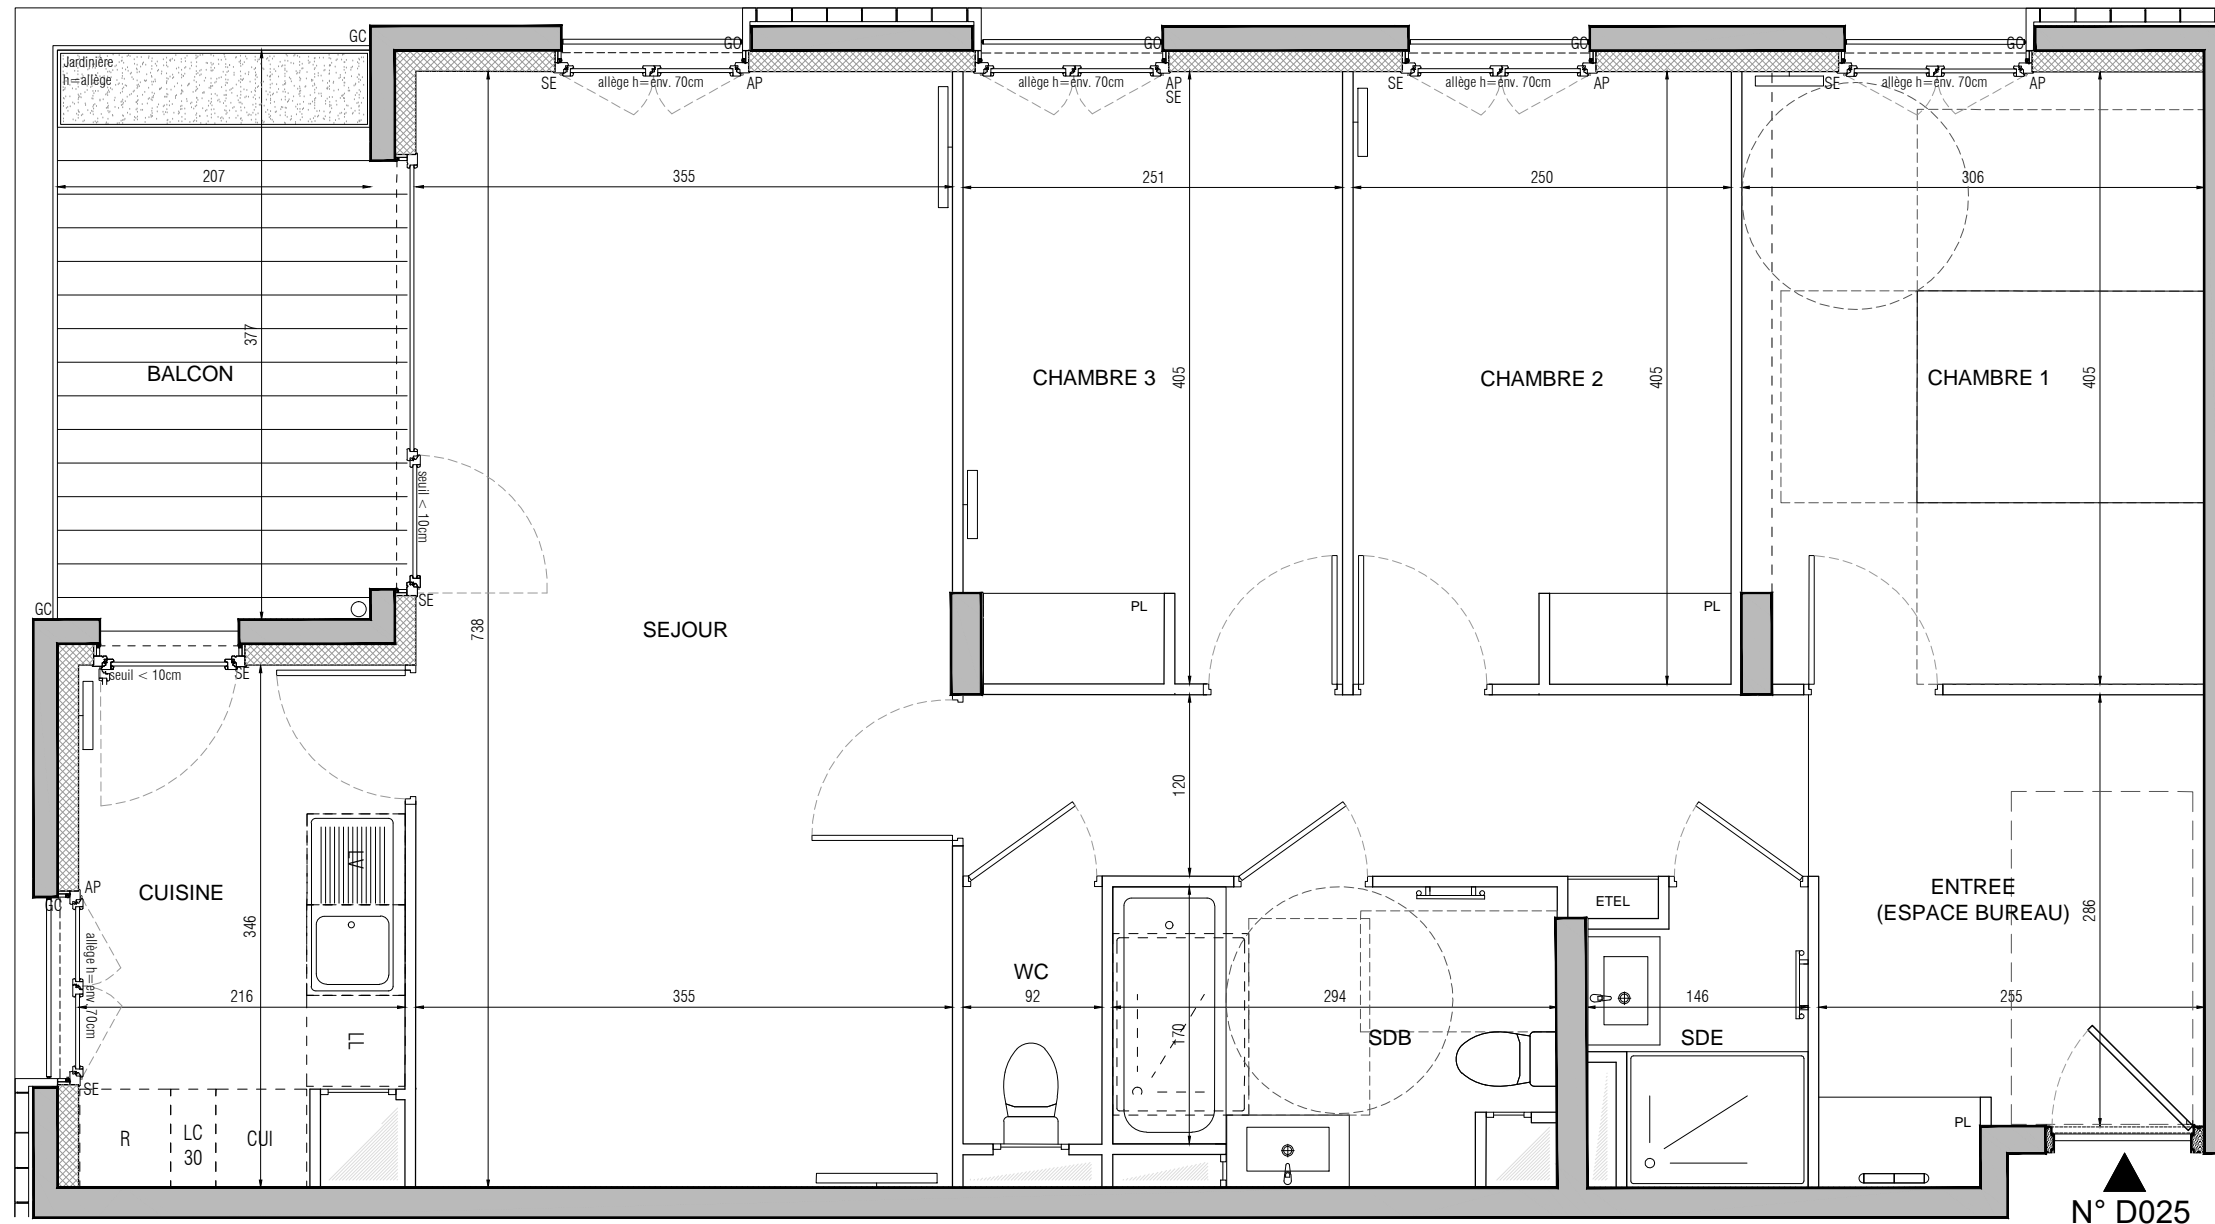 GC
GC
GC
GC
GC
Jardinière
h=allège
SE
allège h=env. 70cm
AP
allège h=env. 70cm
AP
SE
SE
allège h=env. 70cm
AP
SE
allège h=env. 70cm
AP
207
355
251
250
306
377
BALCON
CHAMBRE 3
405
CHAMBRE 2
405
CHAMBRE 1
405
seuil < 10cm
SE
GC
738
SEJOUR
PL
PL
seuil < 10cm
SE
120
LV
AP
CUISINE
GC
346
ETEL
ENTREE
(ESPACE BUREAU)
286
allège h=env. 70cm
WC
216
355
92
294
146
255
170
SDB
SDE
LL
SE
R
LC
30
CUI
PL
N° D025